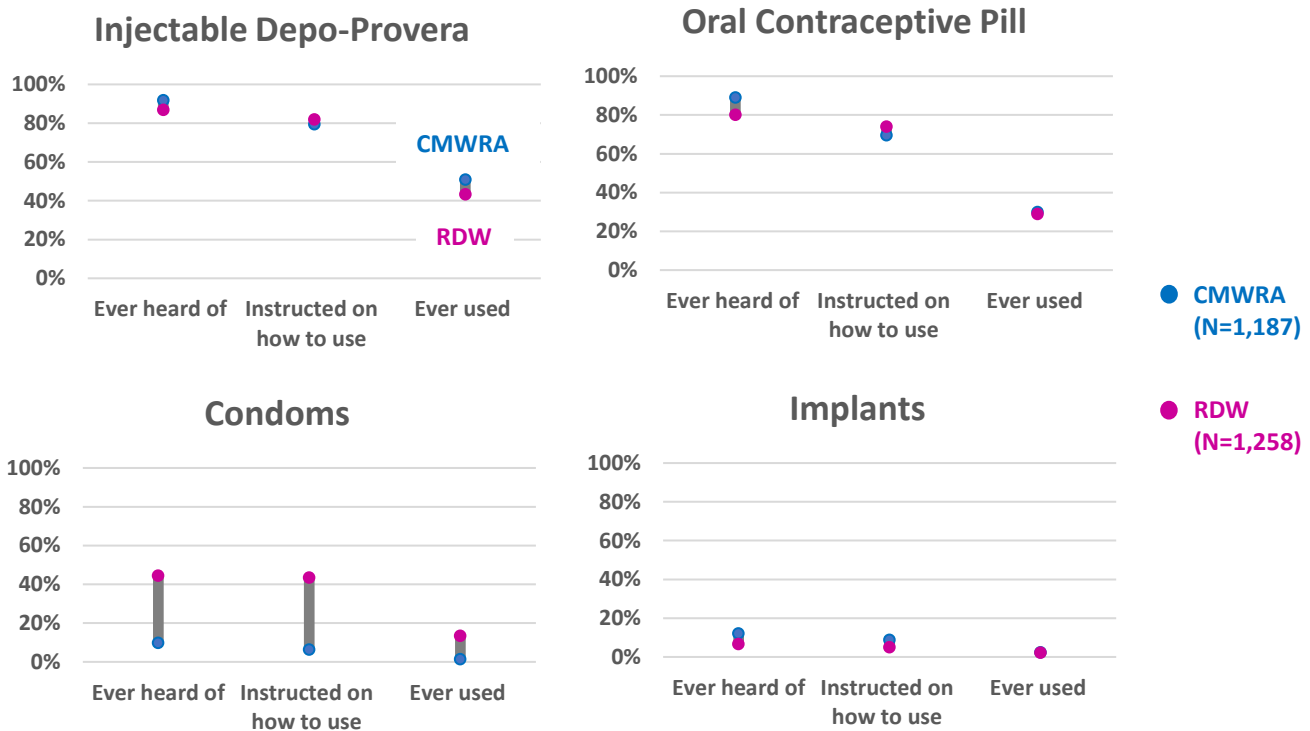 Injectable Depo-Provera
100%
80%
60%
40%
20%
0%
CMWRA
RDW
Ever heard of
Instructed on
how to use
Ever used
Oral Contraceptive Pill
100%
80%
60%
40%
20%
0%
Ever heard of
Instructed on
how to use
Ever used
CMWRA
(N=1,187)
RDW
(N=1,258)
Condoms
100%
80%
60%
40%
20%
0%
Ever heard of
Instructed on
how to use
Ever used
Implants
100%
80%
60%
40%
20%
0%
Ever heard of
Instructed on
how to use
Ever used